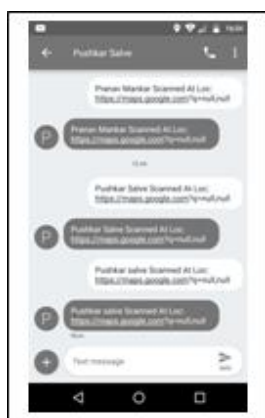 Pushkar Salve
Pranav Mankar Scanned At Loc:
https://maps.google.com/?q=null,null
Pranav Mankar Scanned At Loc:
https://maps.google.com/?q=null,null
Pushkar Salve Scanned At Loc:
https://maps.google.com/?q=null,null
P
Pushkar Salve Scanned At Loc:
https://maps.google.com/?q=null,null
Pushkar salve Scanned At Loc:
https://maps.google.com/?q=null,null
P
Pushkar salve Scanned At Loc:
https://maps.google.com/?q=null,null
P
Text message